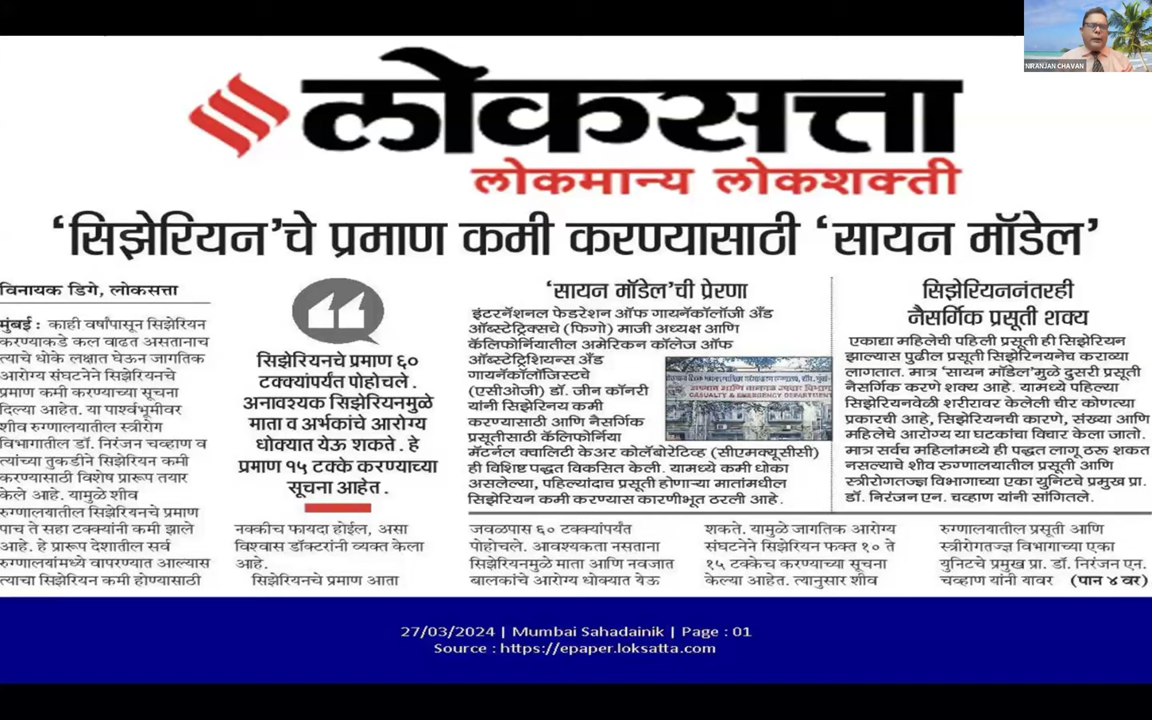 NIRANJAN CHAVAN
लोकसत्ता
लोकमान्य लोकशक्ती
‘सिझेरियन’चे प्रमाण कमी करण्यासाठी ‘सायन मॉडेल’
विनायक डिगे, लोकसत्ता
मुंबई : काही वर्षांपासून सिझेरियन
करण्याकडे कल वाढत असतानाच
त्याचे धोके लक्षात घेऊन जागतिक
आरोग्य संघटनेने सिझेरियनचे
प्रमाण कमी करण्याच्या सूचना
दिल्या आहेत. या पार्श्वभूमीवर
शीव रुग्णालयातील स्त्रीरोग
विभागातील डॉ. निरंजन चव्हाण व
त्यांच्या तुकडीने सिझेरियन कमी
करण्यासाठी विशेष प्रारूप तयार
केले आहे. यामुळे शीव
रुग्णालयातील सिझेरियनचे प्रमाण
पाच ते सहा टक्क्यांनी कमी झाले
आहे. हे प्रारूप देशातील सर्व
रुग्णालयांमध्ये वापरण्यात आल्यास
त्याचा सिझेरियन कमी होण्यासाठी
सिझेरियनचे प्रमाण ६०
टक्क्यांपर्यंत पोहोचले .
अनावश्यक सिझेरियनमुळे
माता व अर्भकांचे आरोग्य
धोक्यात येऊ शकते . हे
प्रमाण १५ टक्के करण्याच्या
सूचना आहेत .
नक्कीच फायदा होईल, असा
विश्वास डॉक्टरांनी व्यक्त केला
आहे.
सिझेरियनचे प्रमाण आता
‘सायन मॉडेल’ची प्रेरणा
इंटरनॅशनल फेडरेशन ऑफ गायनॅकॉलॉजी अँड
ऑब्स्टेट्रिक्सचे (फिगो) माजी अध्यक्ष आणि
कॅलिफोर्नियातील अमेरिकन कॉलेज ऑफ
ऑब्स्टेट्रिशियन्स अँड
गायनॅकॉलॉजिस्टचे
(एसीओजी) डॉ. जीन कॉनरी
यांनी सिझेरिनय कमी
करण्यासाठी आणि नैसर्गिक
प्रसूतीसाठी कॅलिफोर्निया
मॅटर्नल क्वालिटी केअर कोलॅबोरेटिव्ह (सीएमक्यूसीसी)
ही विशिष्ट पद्धत विकसित केली. यामध्ये कमी धोका
असलेल्या, पहिल्यांदाच प्रसूती होणाऱ्या मातांमधील
सिझेरियन कमी करण्यास कारणीभूत ठरली आहे.
CASUALTY & EMERGENCY DEPARTMENT
सिझेरियननंतरही
नैसर्गिक प्रसूती शक्य
एकाद्या महिलेची पहिली प्रसूती ही सिझेरियन
झाल्यास पुढील प्रसूती सिझेरियनेच कराव्या
लागतात. मात्र ‘सायन मॉडेल’मुळे दुसरी प्रसूती
नैसर्गिक करणे शक्य आहे. यामध्ये पहिल्या
सिझेरियनवेळी शरीरावर केलेली चीर कोणत्या
प्रकारची आहे, सिझेरियनची कारणे, संख्या आणि
महिलेचे आरोग्य या घटकांचा विचार केला जातो.
मात्र सर्वच महिलांमध्ये ही पद्धत लागू ठरू शकत
नसल्याचे शीव रुग्णालयातील प्रसूती आणि
स्त्रीरोगतज्ज्ञ विभागाच्या एका युनिटचे प्रमुख प्रा.
डॉ. निरंजन एन. चव्हाण यांनी सांगितले.
जवळपास ६० टक्क्यांपर्यंत
पोहोचले. आवश्यकता नसताना
सिझेरियनमुळे माता आणि नवजात
बालकांचे आरोग्य धोक्यात येऊ
शकते. यामुळे जागतिक आरोग्य
संघटनेने सिझेरियन फक्त १० ते
१५ टक्केच करण्याच्या सूचना
केल्या आहेत. त्यानुसार शीव
रुग्णालयातील प्रसूती आणि
स्त्रीरोगतज्ज्ञ विभागाच्या एका
युनिटचे प्रमुख प्रा. डॉ. निरंजन एन.
चव्हाण यांनी यावर (पान ४ वर)
27/03/2024 | Mumbai Sahadainik | Page : 01
Source : https://epaper.loksatta.com